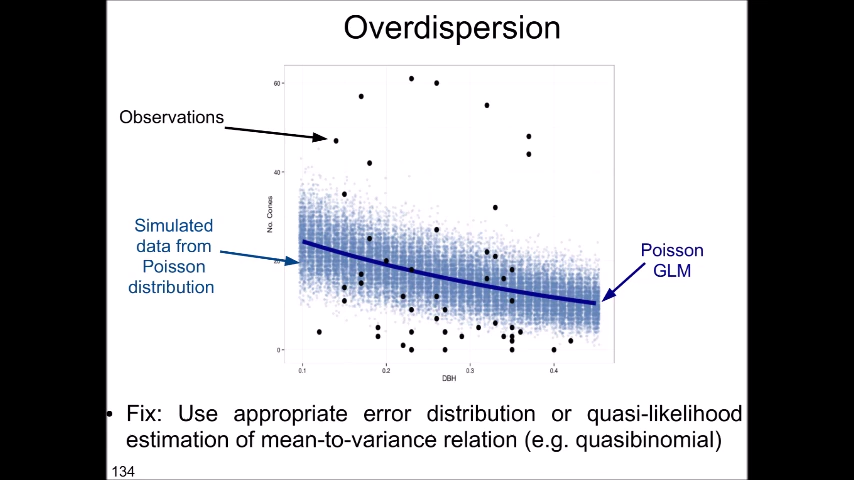 Overdispersion
Observations
Simulated
data from
Poisson
distribution
Poisson
GLM
No. Cones
60
40
20
0
0.1
0.2
0.3
0.4
DBH
• Fix: Use appropriate error distribution or quasi-likelihood
estimation of mean-to-variance relation (e.g. quasibinomial)
134